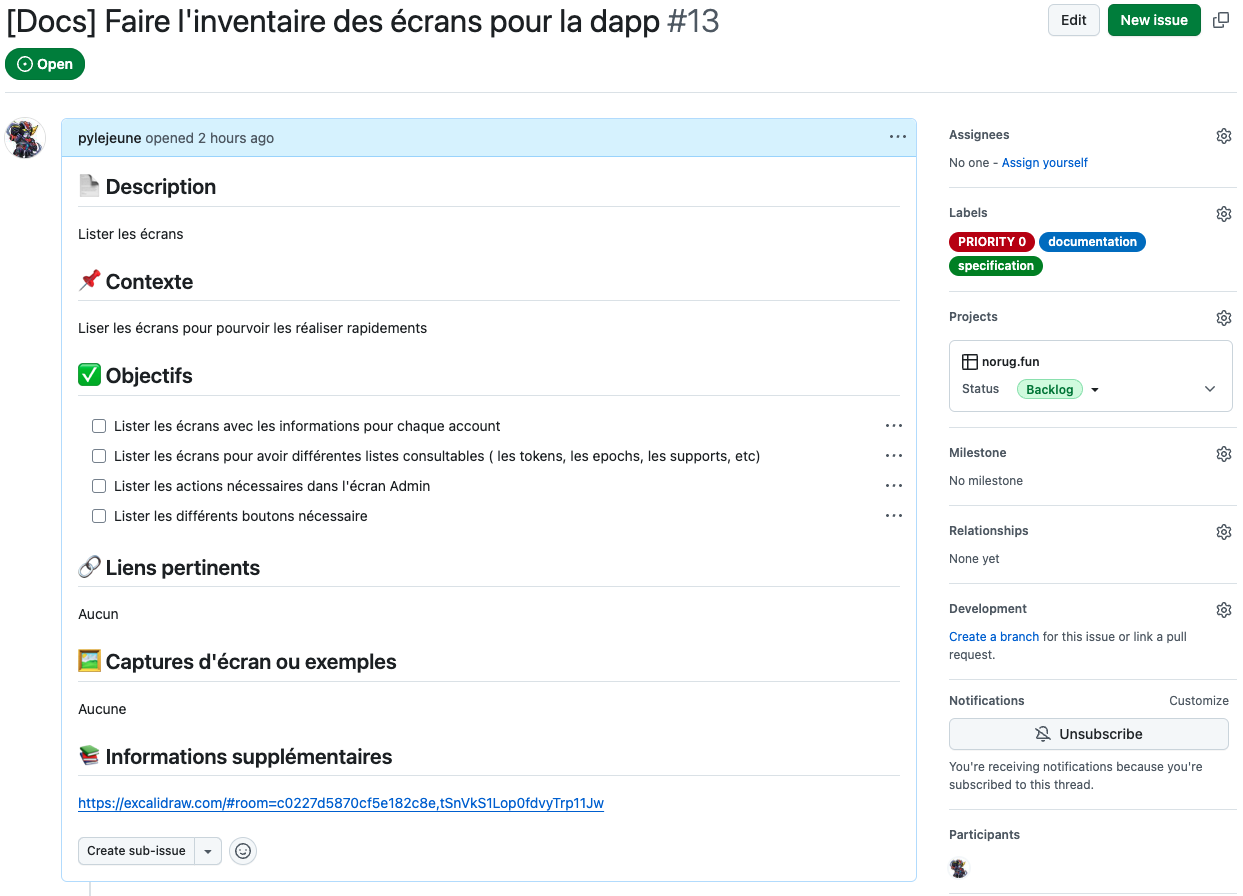 [Docs] Faire l'inventaire des écrans pour la dapp #13
Edit
New issue
Open
pylejeune opened 2 hours ago
Description
Lister les écrans
Contexte
Liser les écrans pour pourvoir les réaliser rapidements
Objectifs
Lister les écrans avec les informations pour chaque account
Lister les écrans pour avoir différentes listes consultables ( les tokens, les epochs, les supports, etc)
Lister les actions nécessaires dans l'écran Admin
Lister les différents boutons nécessaire
Liens pertinents
Aucun
Captures d'écran ou exemples
Aucune
Informations supplémentaires
https://excalidraw.com/#room=c0227d5870cf5e182c8e,tSnVkS1Lop0fdvyTrp11Jw
Create sub-issue
Assignees
No one - Assign yourself
Labels
PRIORITY 0
documentation
specification
Projects
norug.fun
Status Backlog
Milestone
No milestone
Relationships
None yet
Development
Create a branch for this issue or link a pull
request.
Notifications
Customize
Unsubscribe
You're receiving notifications because you're
subscribed to this thread.
Participants